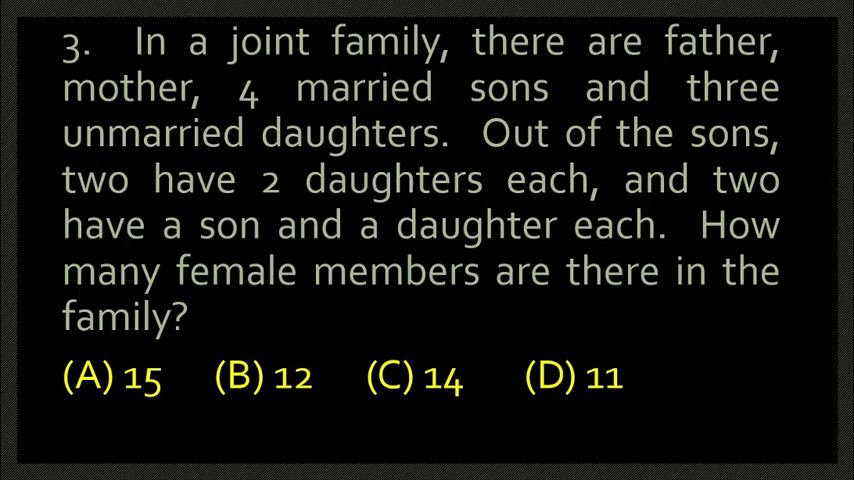 3. In a joint family, there are father,
mother, 4 married sons and three
unmarried daughters. Out of the sons,
two have 2 daughters each, and two
have a son and a daughter each. How
many female members are there in the
family?
(A) 15 (B) 12 (C) 14 (D) 11